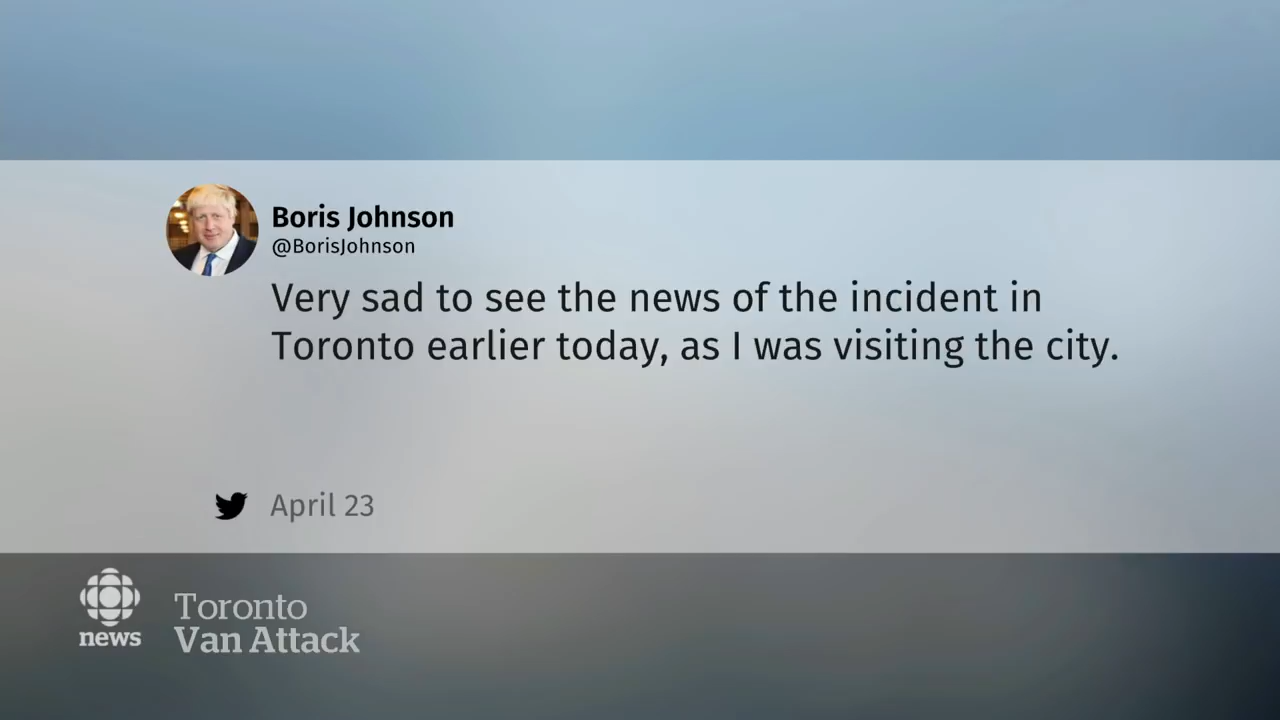 Boris Johnson
@BorisJohnson
Very sad to see the news of the incident in
Toronto earlier today, as I was visiting the city.
April 23
news
Toronto
Van Attack